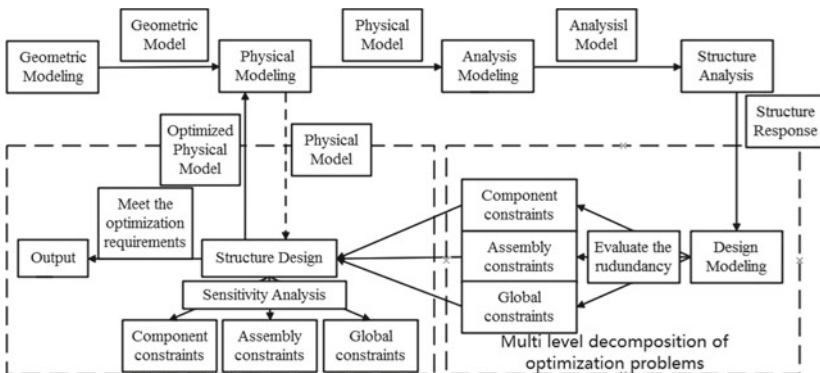 Geometric
Model
Physical
Model
Analysisl
Model
Geometric
Modeling
Physical
Modeling
Analysis
Modeling
Structure
Analysis
Structure
Response
Optimized
Physical
Model
Physical
Model
Meet the
optimization
requirements
Output
Structure Design
Sensitivity Analysis
Component
constraints
Assembly
constraints
Global
constraints
Component
constraints
Assembly
constraints
Global
constraints
Evaluate the
rudundancy
Design
Modeling
Multi level decomposition of
optimization problems